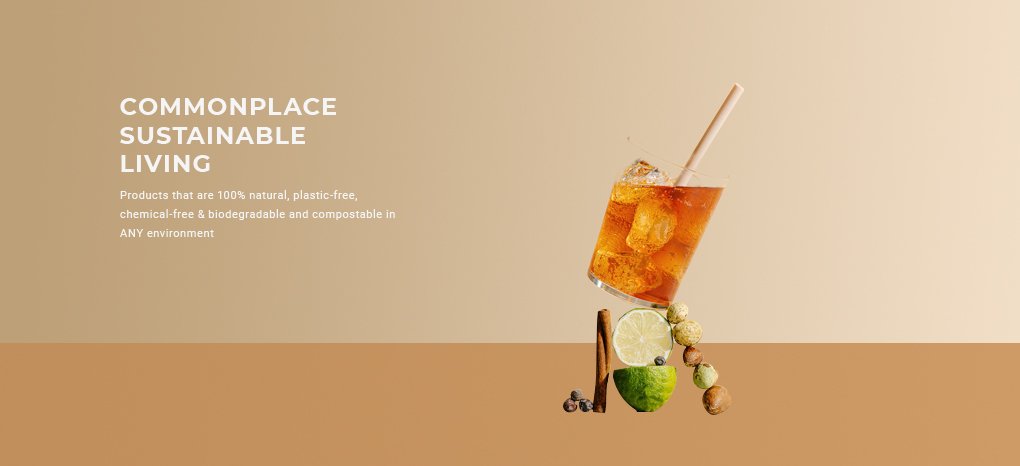 COMMONPLACE
SUSTAINABLE
LIVING
Products that are 100% natural, plastic-free,
chemical-free & biodegradable and compostable in
ANY environment